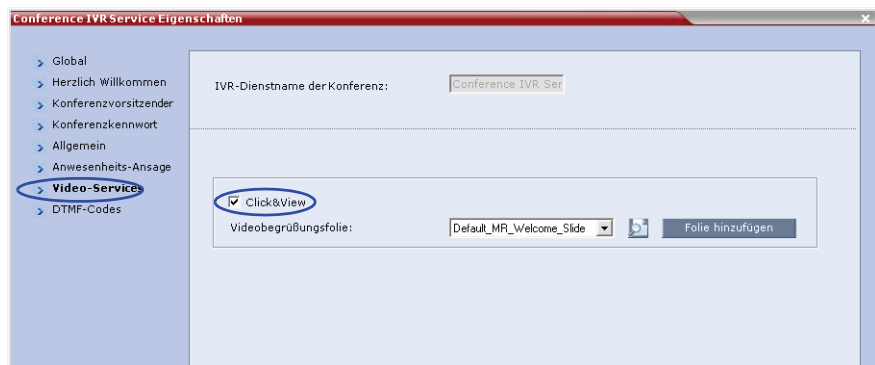 Conference IVR Service Eigenschaften
Global
Herzlich Willkommen
Konferenzvorsitzender
Konferenzkennwort
Allgemein
Anwesenheits-Ansage
Video-Services
DTMF-Codes
IVR-Dienstname der Konferenz: Conference IVR Ser
Click&View
Videobegrüßungsfolie: Default_MR_Welcome_Slide Folie hinzufügen